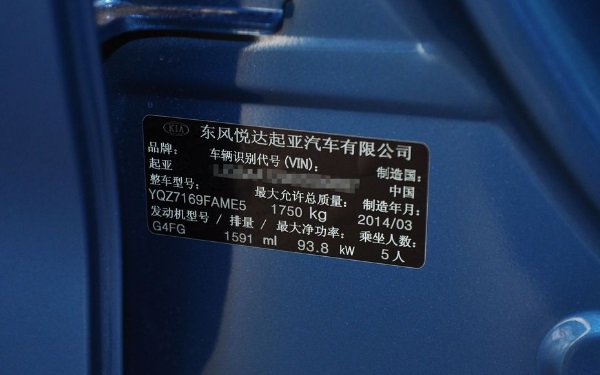 KIA 东风悦达起亚汽车有限公司
品牌: 车辆识别代号(VIN): 制造国:
起亚 中国
整车型号: 最大允许总质量: 制造年月:
YQZ7169FAME5 1750 kg 2014/03
发动机型号 / 排量 / 最大净功率: 乘坐人数:
G4FG 1591 ml 93.8 kW 5人